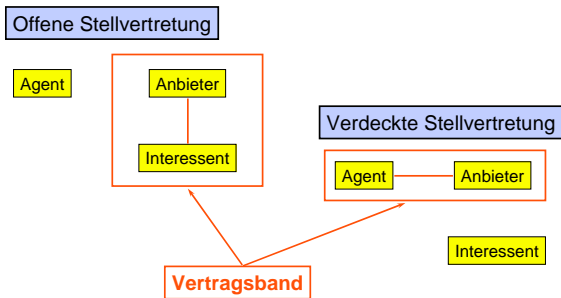 Offene Stellvertretung
Agent
Anbieter
Interessent
Verdeckte Stellvertretung
Agent
Anbieter
Interessent
Vertragsband